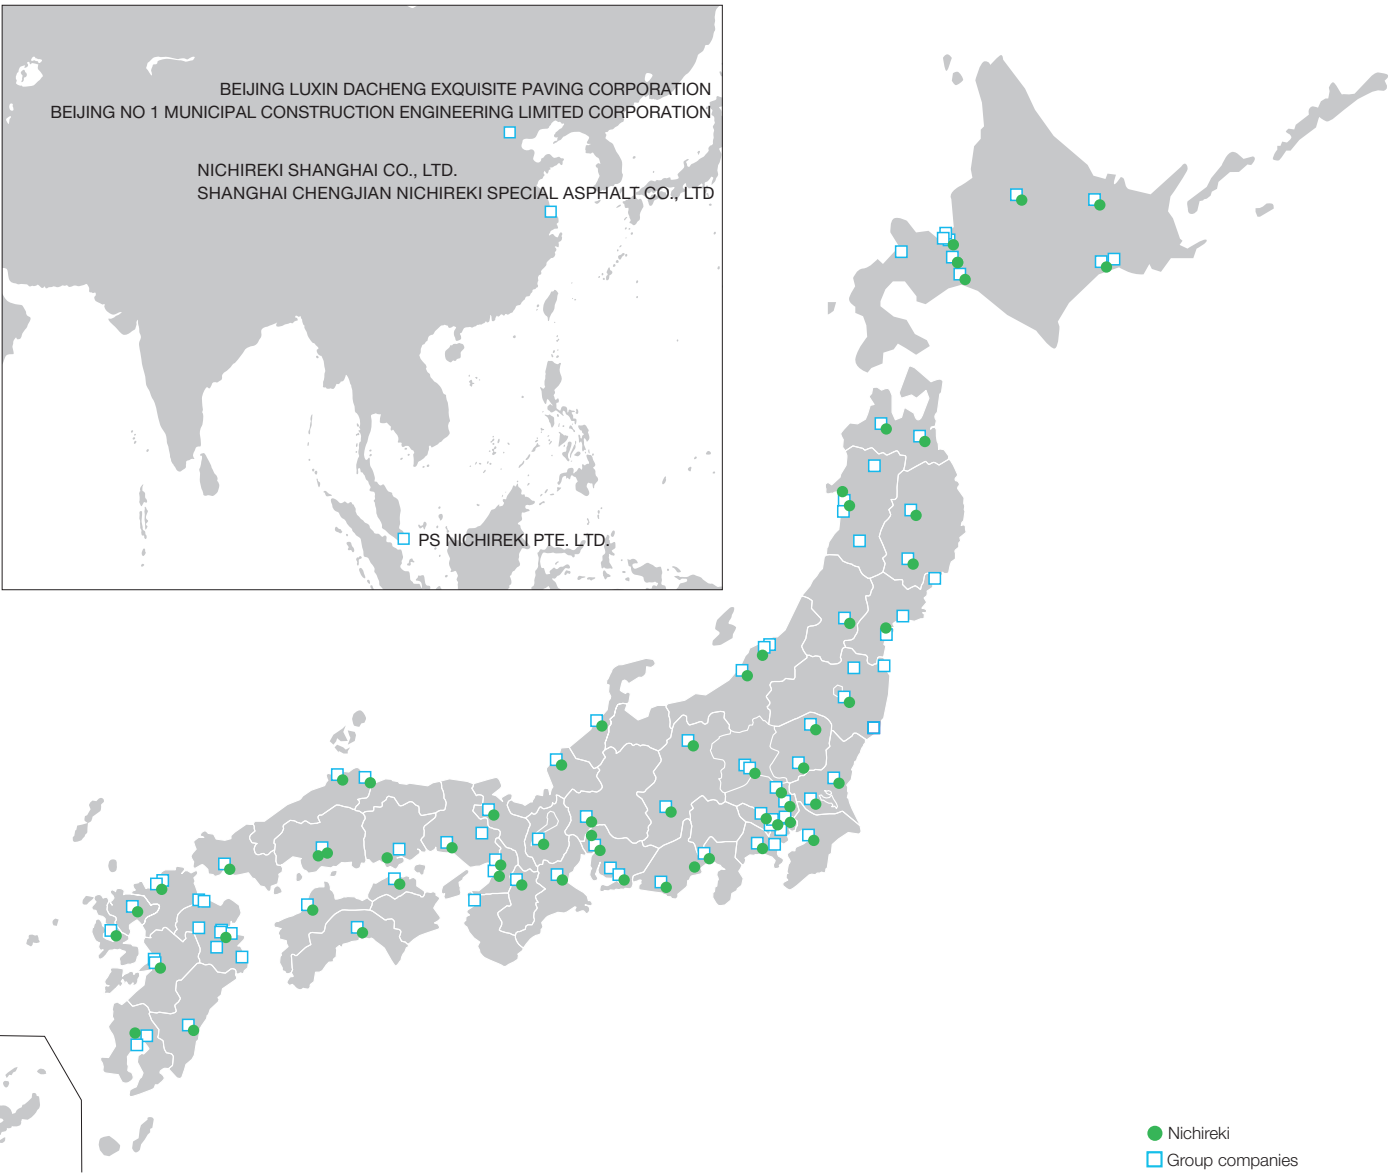 BEIJING LUXIN DACHENG EXQUISITE PAVING CORPORATION
BEIJING NO 1 MUNICIPAL CONSTRUCTION ENGINEERING LIMITED CORPORATION
NICHIREKI SHANGHAI CO., LTD.
SHANGHAI CHENGJIAN NICHIREKI SPECIAL ASPHALT CO., LTD
PS NICHIREKI PTE. LTD.
Nichireki
Group companies